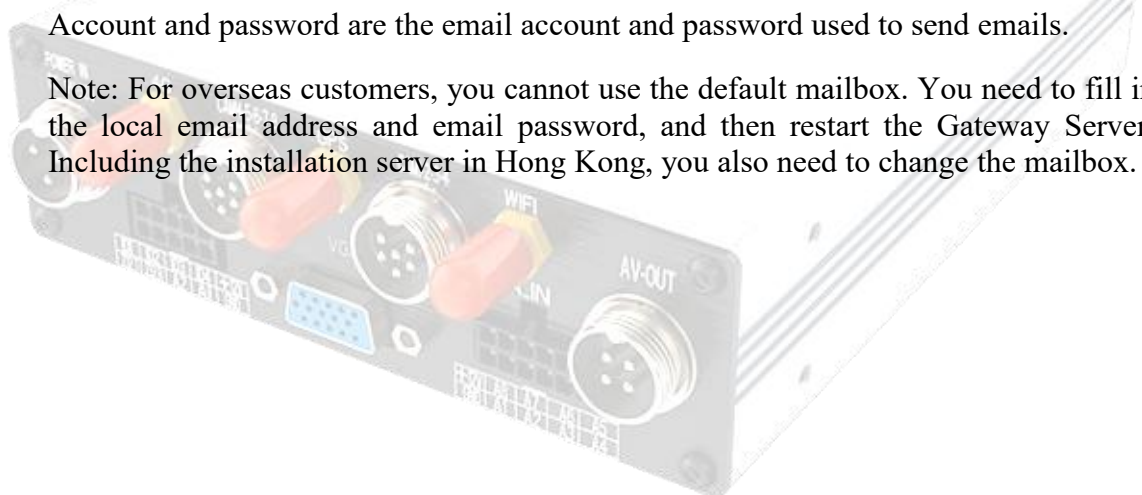 Account and password are the email account and password used to send emails.
Note: For overseas customers, you cannot use the default mailbox. You need to fill in
the local email address and email password, and then restart the Gateway Server
Including the installation server in Hong Kong, you also need to change the mailbox.
POWER IN
WIFI
AV-OUT